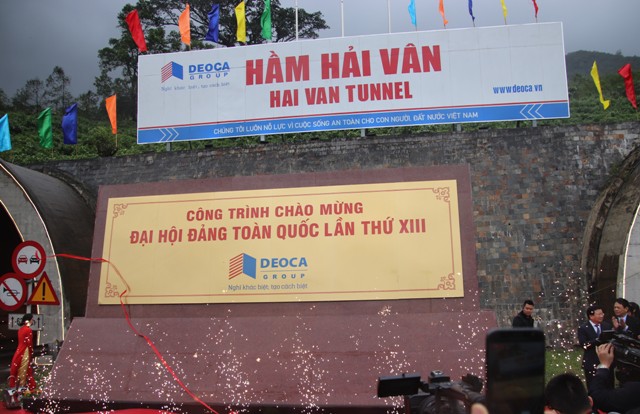 DEOCA
GROUP
Nghĩ khác biệt, tạo cách biệt
HẦM HẢI VÂN
HAI VAN TUNNEL
www.deoca.vn
CHÚNG TÔI LUÔN NỖ LỰC VÌ CUỘC SỐNG AN TOÀN CHO CON NGƯỜI, ĐẤT NƯỚC VIỆT NAM
CÔNG TRÌNH CHÀO MỪNG
ĐẠI HỘI ĐẢNG TOÀN QUỐC LẦN THỨ XIII
DEOCA
GROUP
Nghĩ khác biệt, tạo cách biệt